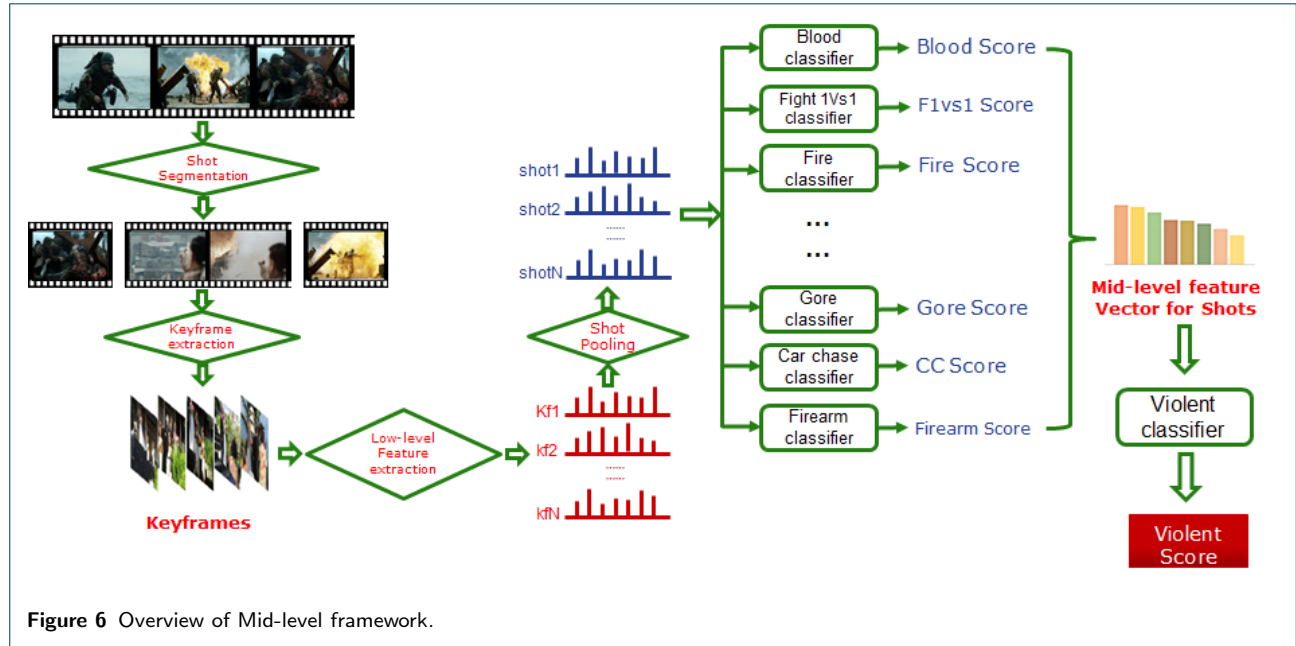 Shot
Segmentation
Keyframe
extraction
Keyframes
Low-level
Feature
extraction
Kf1
kf2
......
......
kfN
Shot
Pooling
shot1
shot2
......
......
shotN
Blood
classifier
Blood Score
Fight 1Vs1
classifier
F1vs1 Score
Fire
classifier
Fire Score
...
...
Gore
classifier
Gore Score
Car chase
classifier
CC Score
Firearm
classifier
Firearm Score
Mid-level feature
Vector for Shots
Violent
classifier
Violent
Score
Figure 6 Overview of Mid-level framework.